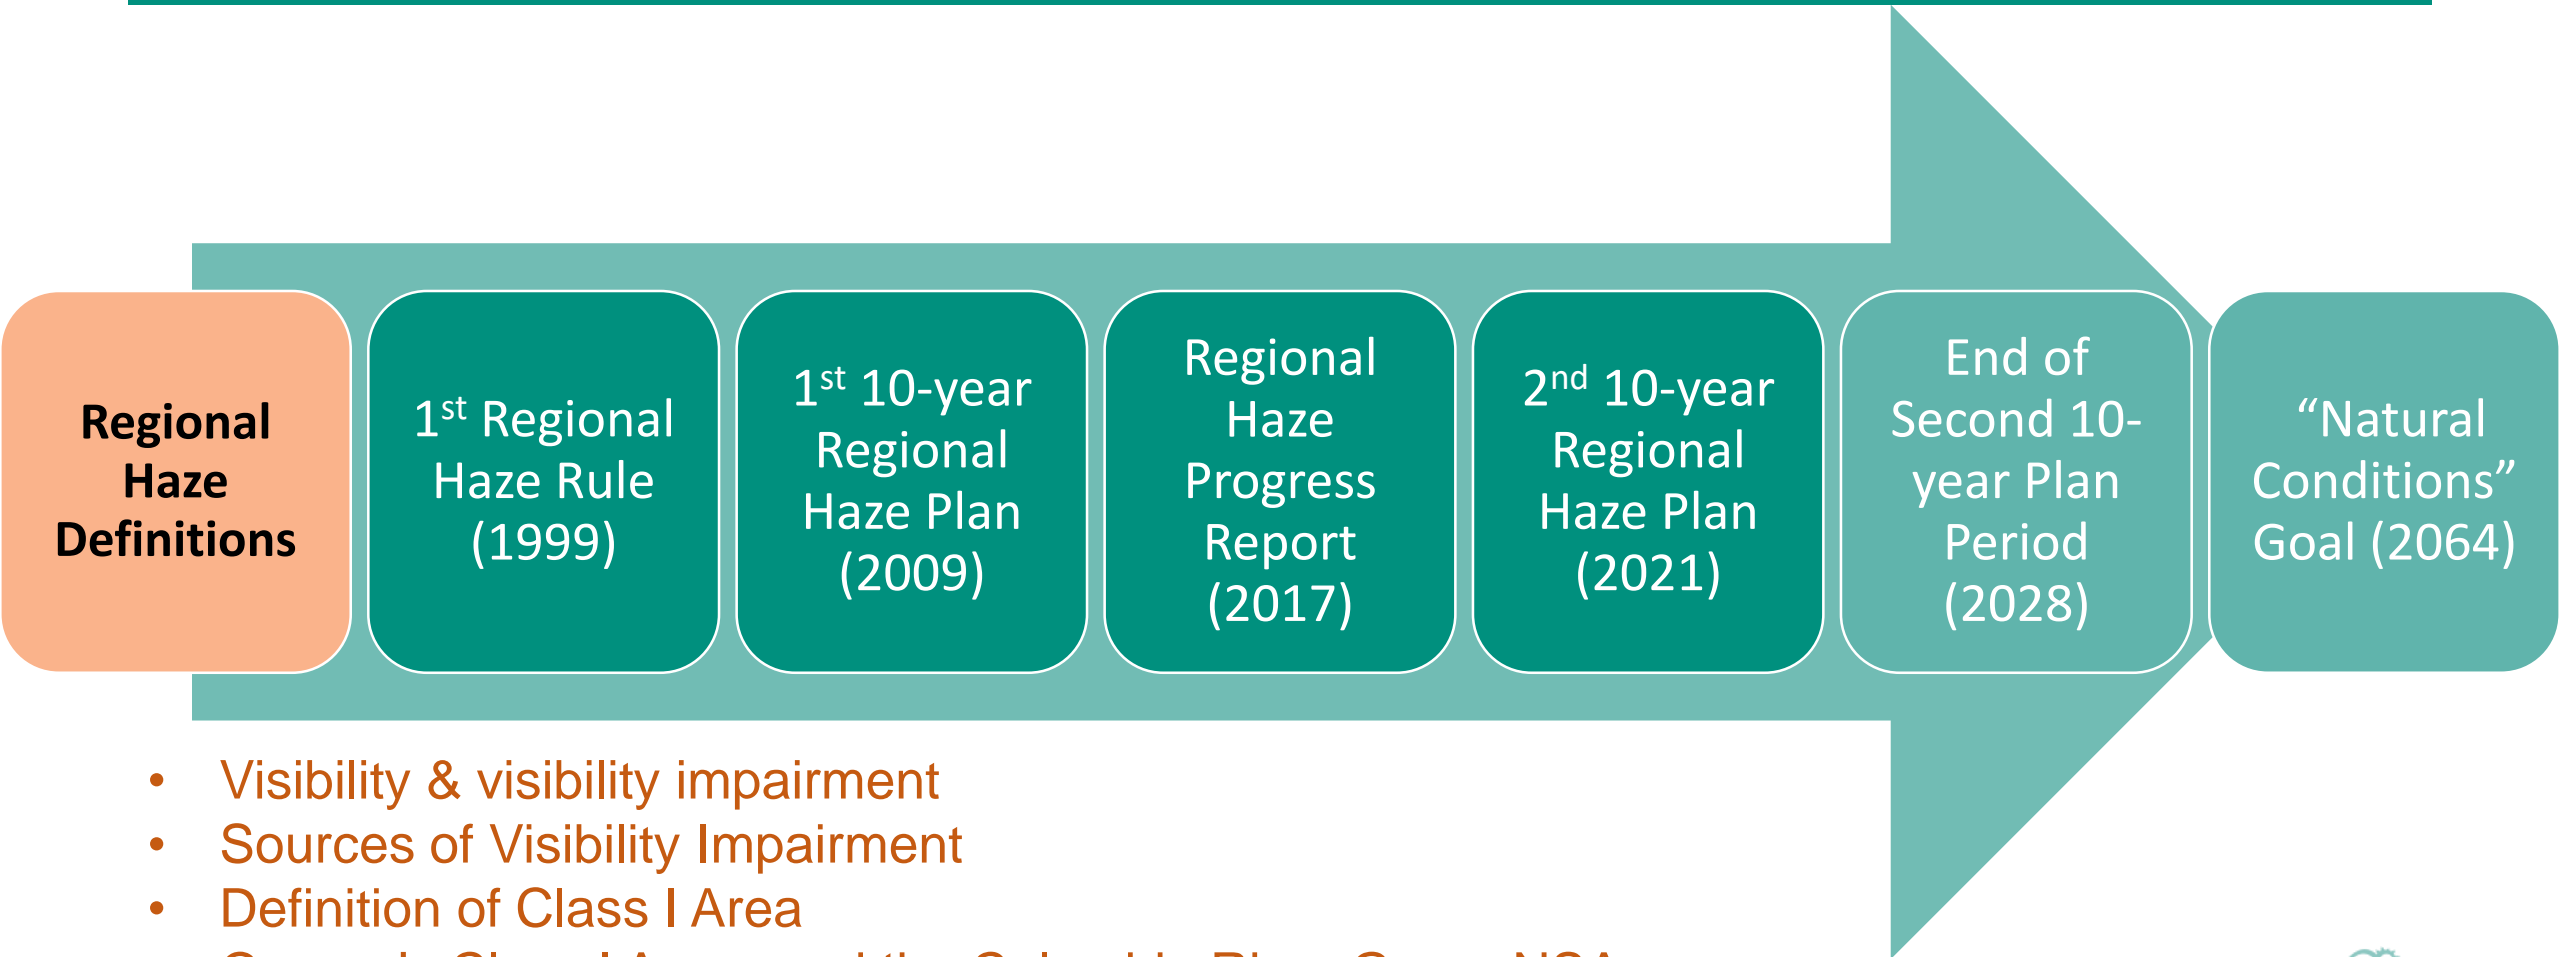 Regional
Haze
Definitions
1st Regional
Haze Rule
(1999)
1st 10-year
Regional
Haze Plan
(2009)
Regional
Haze
Progress
Report
(2017)
2nd 10-year
Regional
Haze Plan
(2021)
End of
Second 10-
year Plan
Period
(2028)
“Natural
Conditions”
Goal (2064)
• Visibility & visibility impairment
• Sources of Visibility Impairment
• Definition of Class I Area